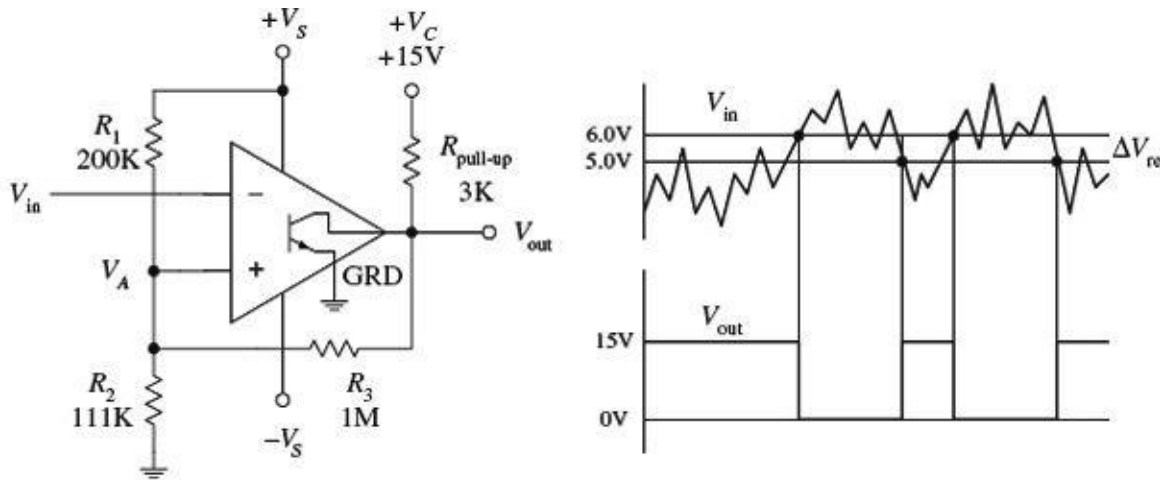 +V_S
+V_C
+15V
R_1
200K
R_pull-up
3K
V_in
−
V_out
V_A
+
GRD
R_2
111K
R_3
1M
−V_S
V_in
6.0V
5.0V
ΔV_re
V_out
15V
0V